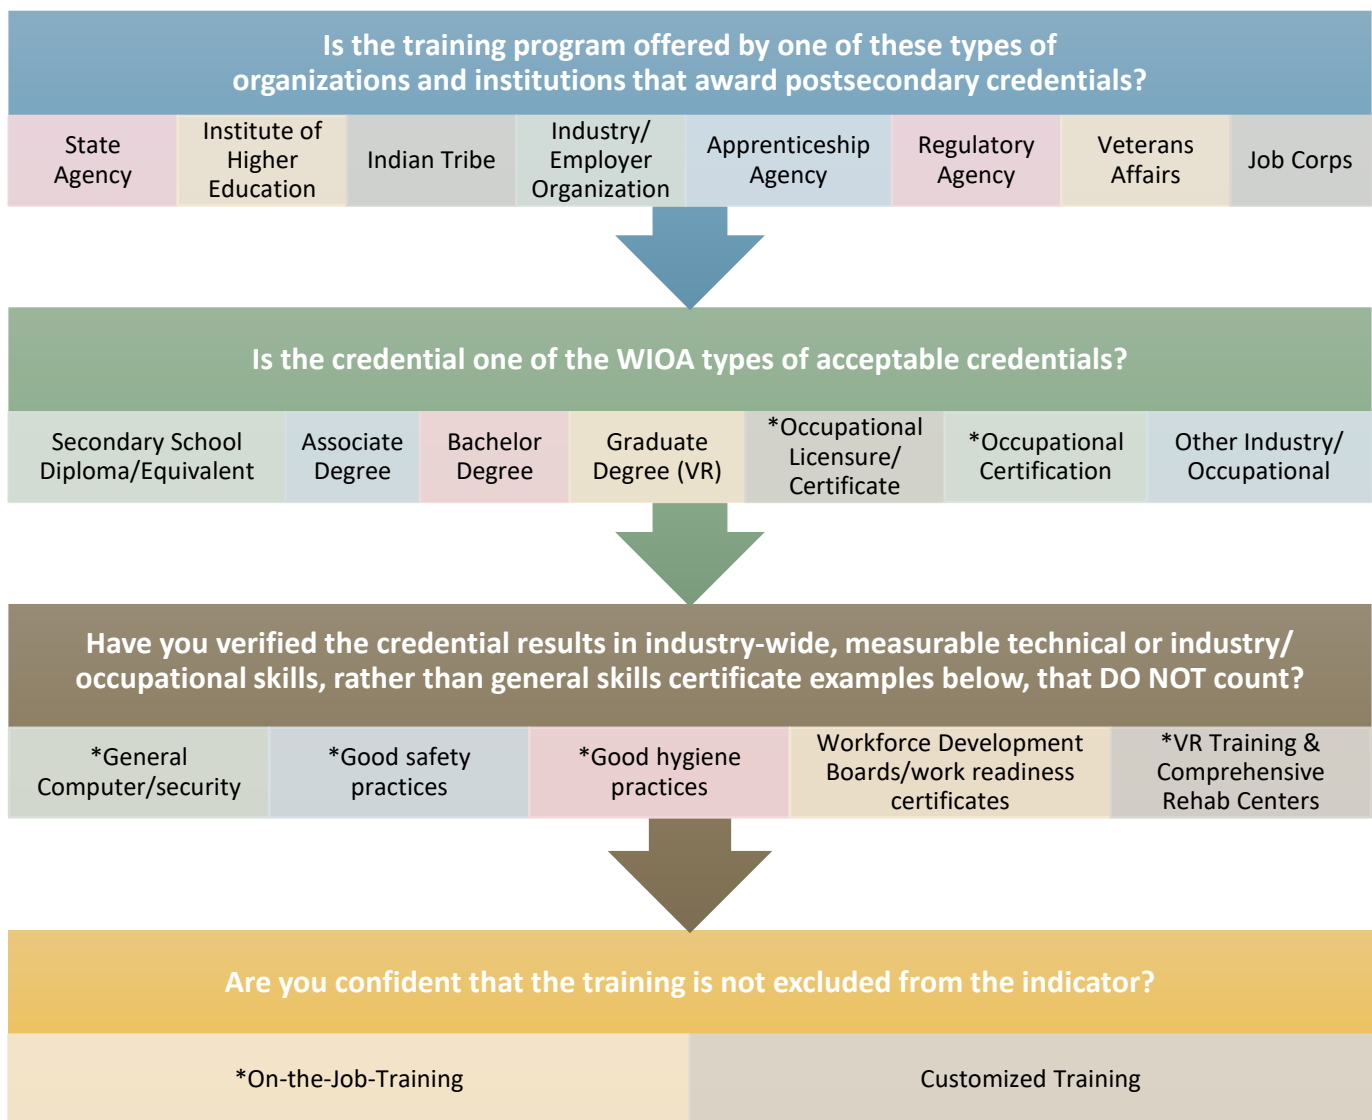 Is the training program offered by one of these types of
organizations and institutions that award postsecondary credentials?
State
Agency
Institute of
Higher
Education
Indian Tribe
Industry/
Employer
Organization
Apprenticeship
Agency
Regulatory
Agency
Veterans
Affairs
Job Corps
Is the credential one of the WIOA types of acceptable credentials?
Secondary School
Diploma/Equivalent
Associate
Degree
Bachelor
Degree
Graduate
Degree (VR)
*Occupational
Licensure/
Certificate
*Occupational
Certification
Other Industry/
Occupational
Have you verified the credential results in industry-wide, measurable technical or industry/
occupational skills, rather than general skills certificate examples below, that DO NOT count?
*General
Computer/security
*Good safety
practices
*Good hygiene
practices
Workforce Development
Boards/work readiness
certificates
*VR Training &
Comprehensive
Rehab Centers
Are you confident that the training is not excluded from the indicator?
*On-the-Job-Training
Customized Training